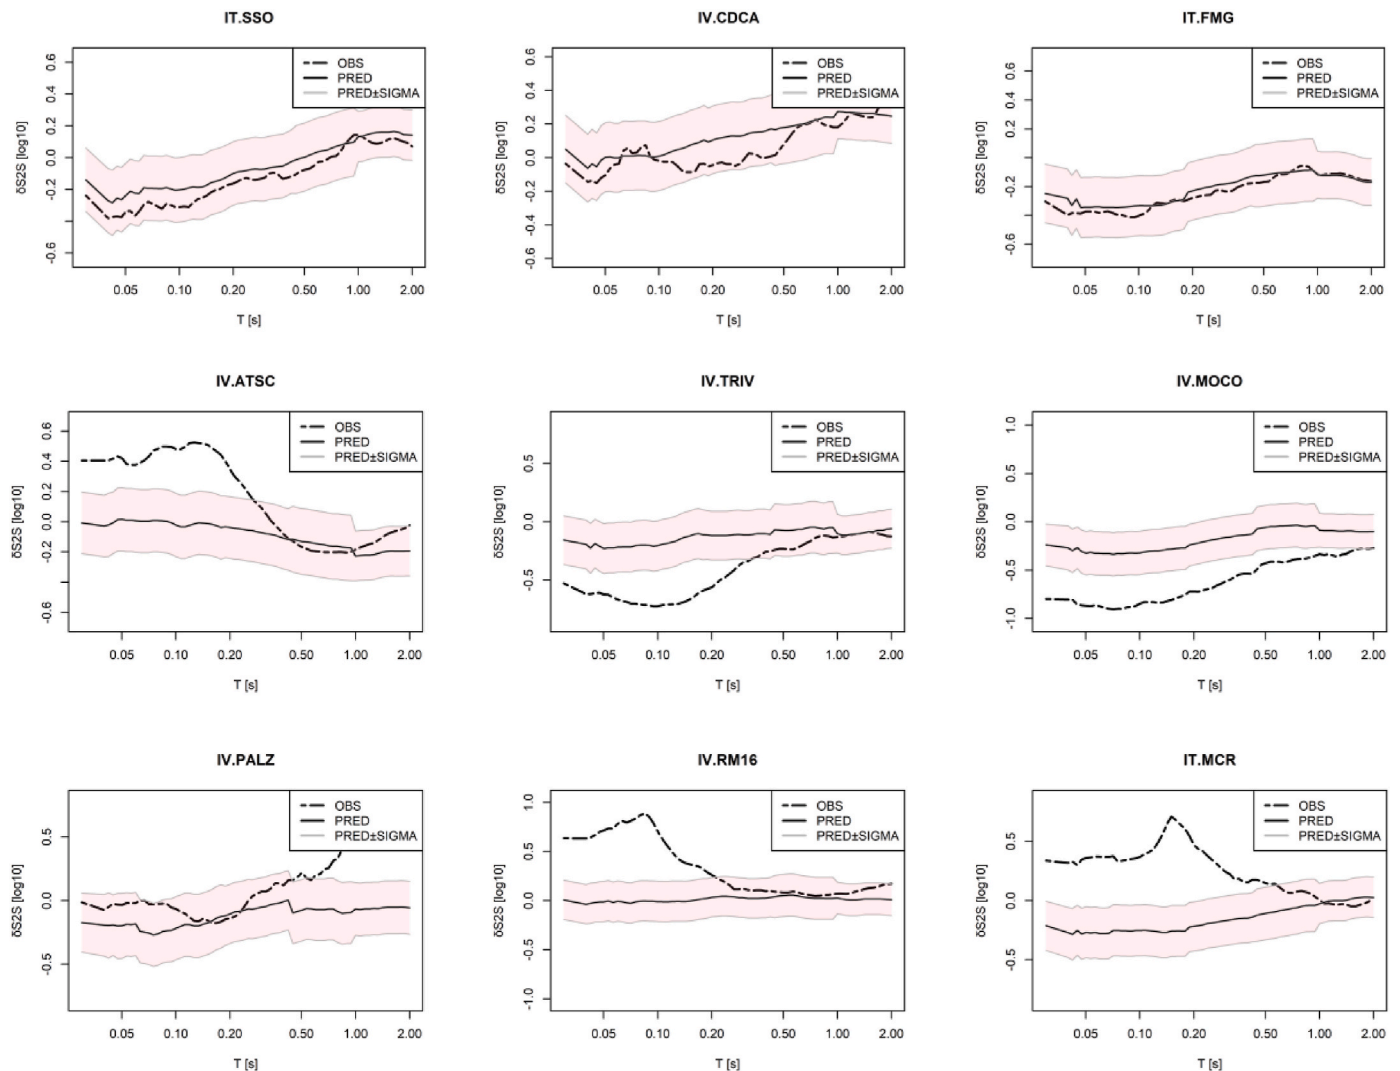 IT.SSO
δS2S [log10]
0.6
0.4
0.2
0.0
-0.2
-0.6
OBS
PRED
PRED±SIGMA
0.05 0.10 0.20 0.50 1.00 2.00
T [s]
IV.CDCA
δS2S [log10]
0.6
0.4
0.2
0.0
-0.2
-0.4
-0.6
OBS
PRED
PRED±SIGMA
0.05 0.10 0.20 0.50 1.00 2.00
T [s]
IT.FMG
δS2S [log10]
0.6
0.4
0.2
-0.2
-0.6
OBS
PRED
PRED±SIGMA
0.05 0.10 0.20 0.50 1.00 2.00
T [s]
IV.ATSC
δS2S [log10]
0.6
0.4
0.2
0.0
-0.2
-0.6
OBS
PRED
PRED±SIGMA
0.05 0.10 0.20 0.50 1.00 2.00
T [s]
IV.TRIV
δS2S [log10]
0.5
0.0
-0.5
OBS
PRED
PRED±SIGMA
0.05 0.10 0.20 0.50 1.00 2.00
T [s]
IV.MOCO
δS2S [log10]
1.0
0.5
0.0
-0.5
-1.0
OBS
PRED
PRED±SIGMA
0.05 0.10 0.20 0.50 1.00 2.00
T [s]
IV.PALZ
δS2S [log10]
0.5
0.0
-0.5
OBS
PRED
PRED±SIGMA
0.05 0.10 0.20 0.50 1.00 2.00
T [s]
IV.RM16
δS2S [log10]
1.0
0.5
0.0
-0.5
-1.0
OBS
PRED
PRED±SIGMA
0.05 0.10 0.20 0.50 1.00 2.00
T [s]
IT.MCR
δS2S [log10]
0.5
0.0
-0.5
OBS
PRED
PRED±SIGMA
0.05 0.10 0.20 0.50 1.00 2.00
T [s]